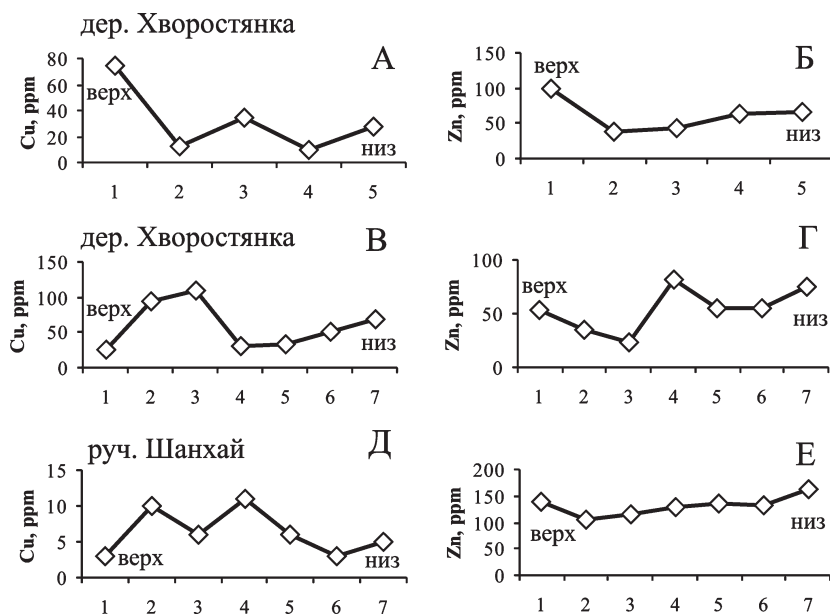 дер. Хворостянка
А
Cu, ppm
80
60
40
20
0
верх
низ
1 2 3 4 5
Б
Zn, ppm
150
100
50
0
верх
низ
1 2 3 4 5
дер. Хворостянка
В
Cu, ppm
150
100
50
0
верх
низ
1 2 3 4 5 6 7
Г
Zn, ppm
100
50
0
верх
низ
1 2 3 4 5 6 7
руч. Шанхай
Д
Cu, ppm
15
10
5
0
верх
низ
1 2 3 4 5 6 7
Е
Zn, ppm
200
150
100
50
0
верх
низ
1 2 3 4 5 6 7